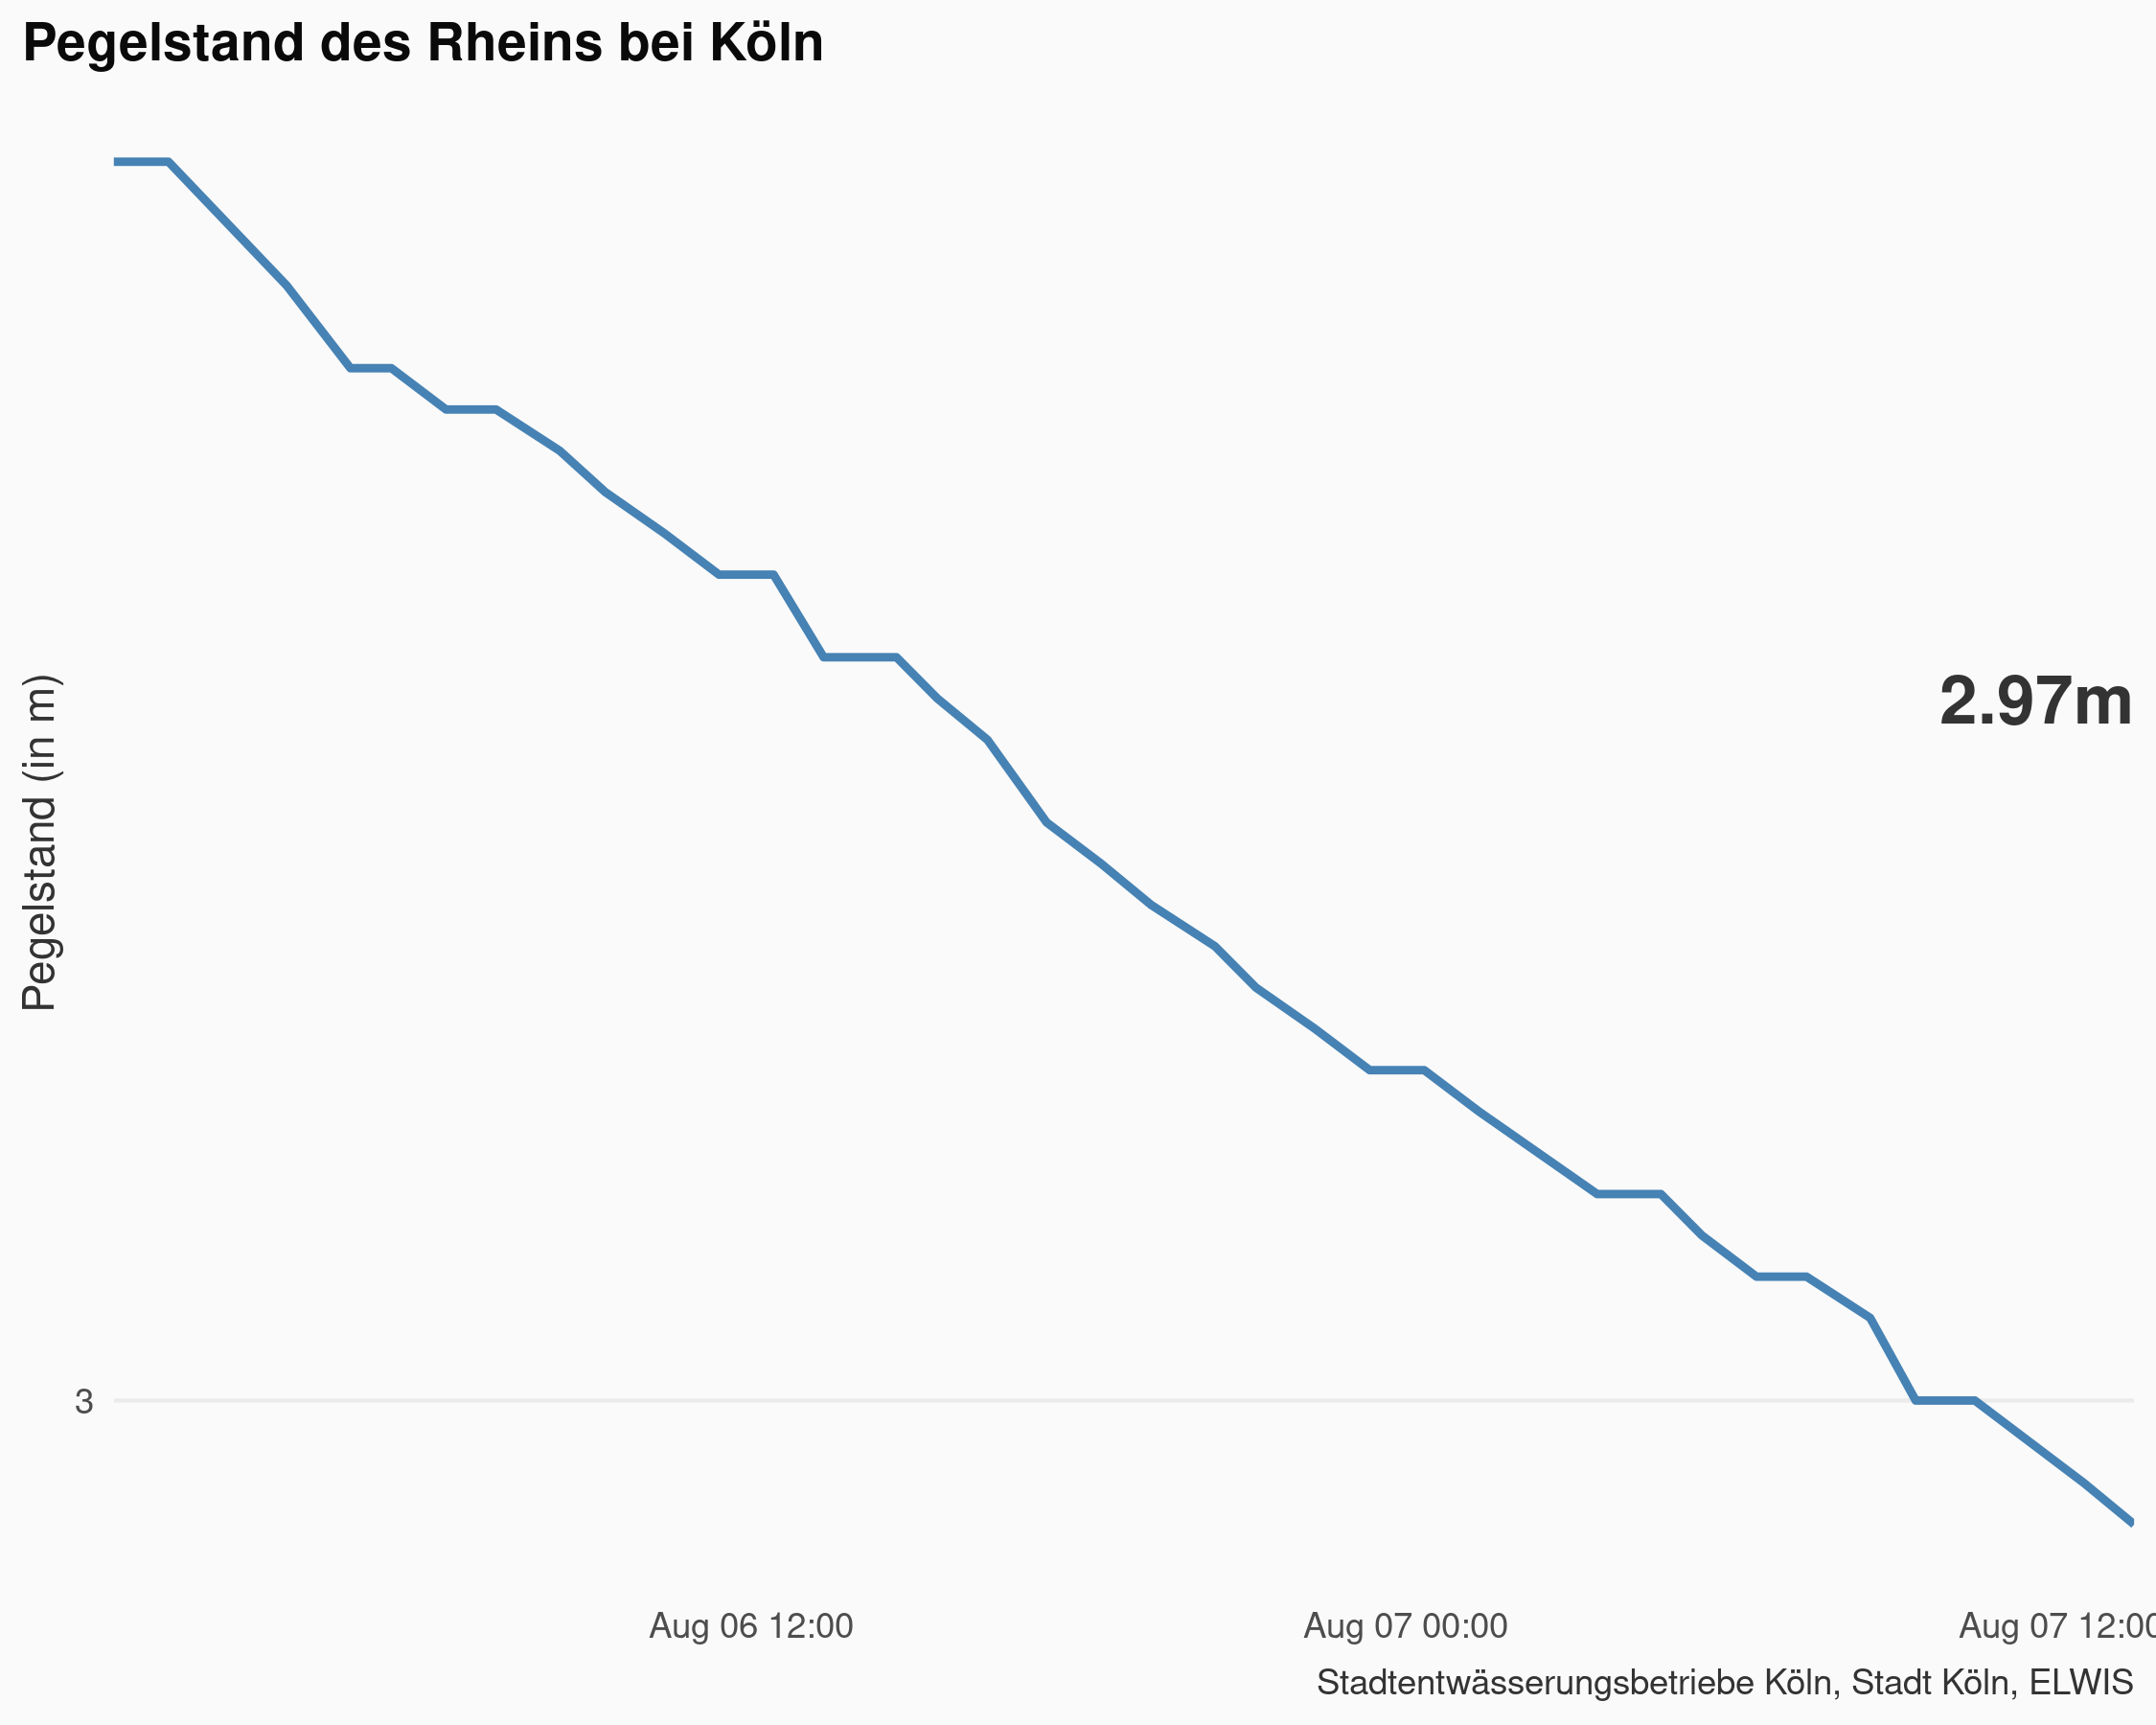 Pegelstand des Rheins bei Köln
Pegelstand (in m)
2.97m
3
Aug 06 12:00
Aug 07 00:00
Aug 07 12:00
Stadtentwässerungsbetriebe Köln, Stadt Köln, ELWIS